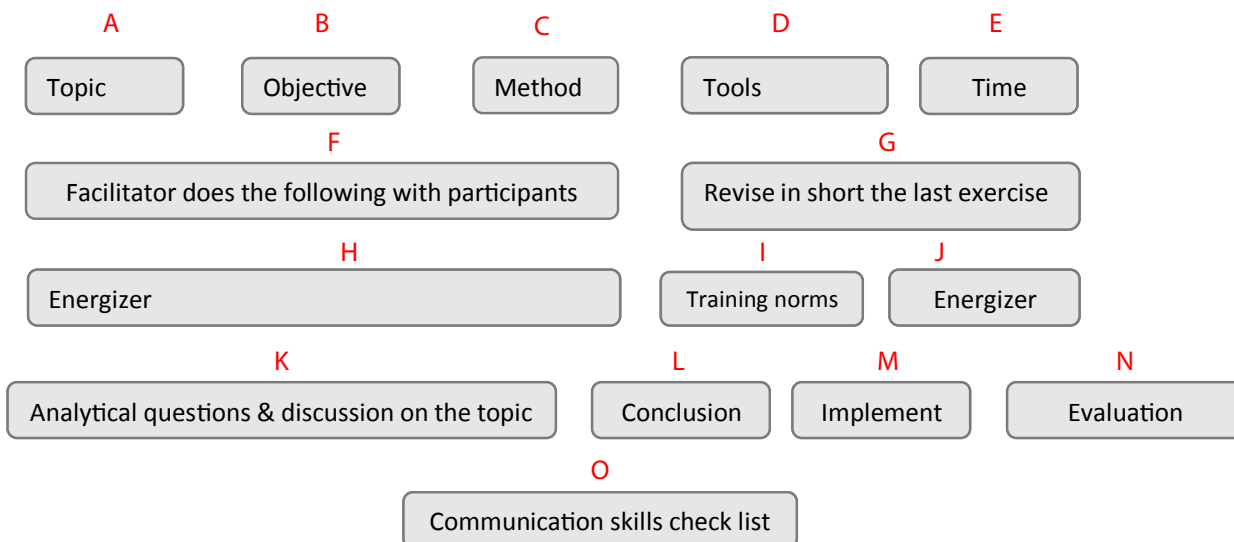 A B C D E
Topic Objective Method Tools Time
F G
Facilitator does the following with participants Revise in short the last exercise
H I J
Energizer Training norms Energizer
K L M N
Analytical questions & discussion on the topic Conclusion Implement Evaluation
O
Communication skills check list